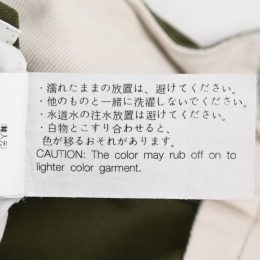 ・濡れたままの放置は、避けてください。
・他のものと一緒に洗濯しないでください。
・水道水の注水放置は、避けてください。
・白物とこすり合わせると、
色が移るおそれがあります。
CAUTION: The color may rub off on to
lighter color garment.